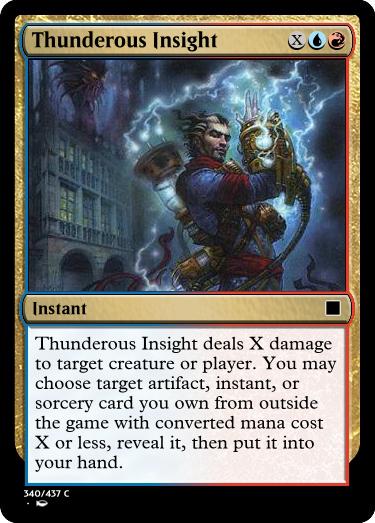 Thunderous Insight X
Instant
Thunderous Insight deals X damage
to target creature or player. You may
choose target artifact, instant, or
sorcery card you own from outside
the game with converted mana cost
X or less, reveal it, then put it into
your hand.
340/437 C